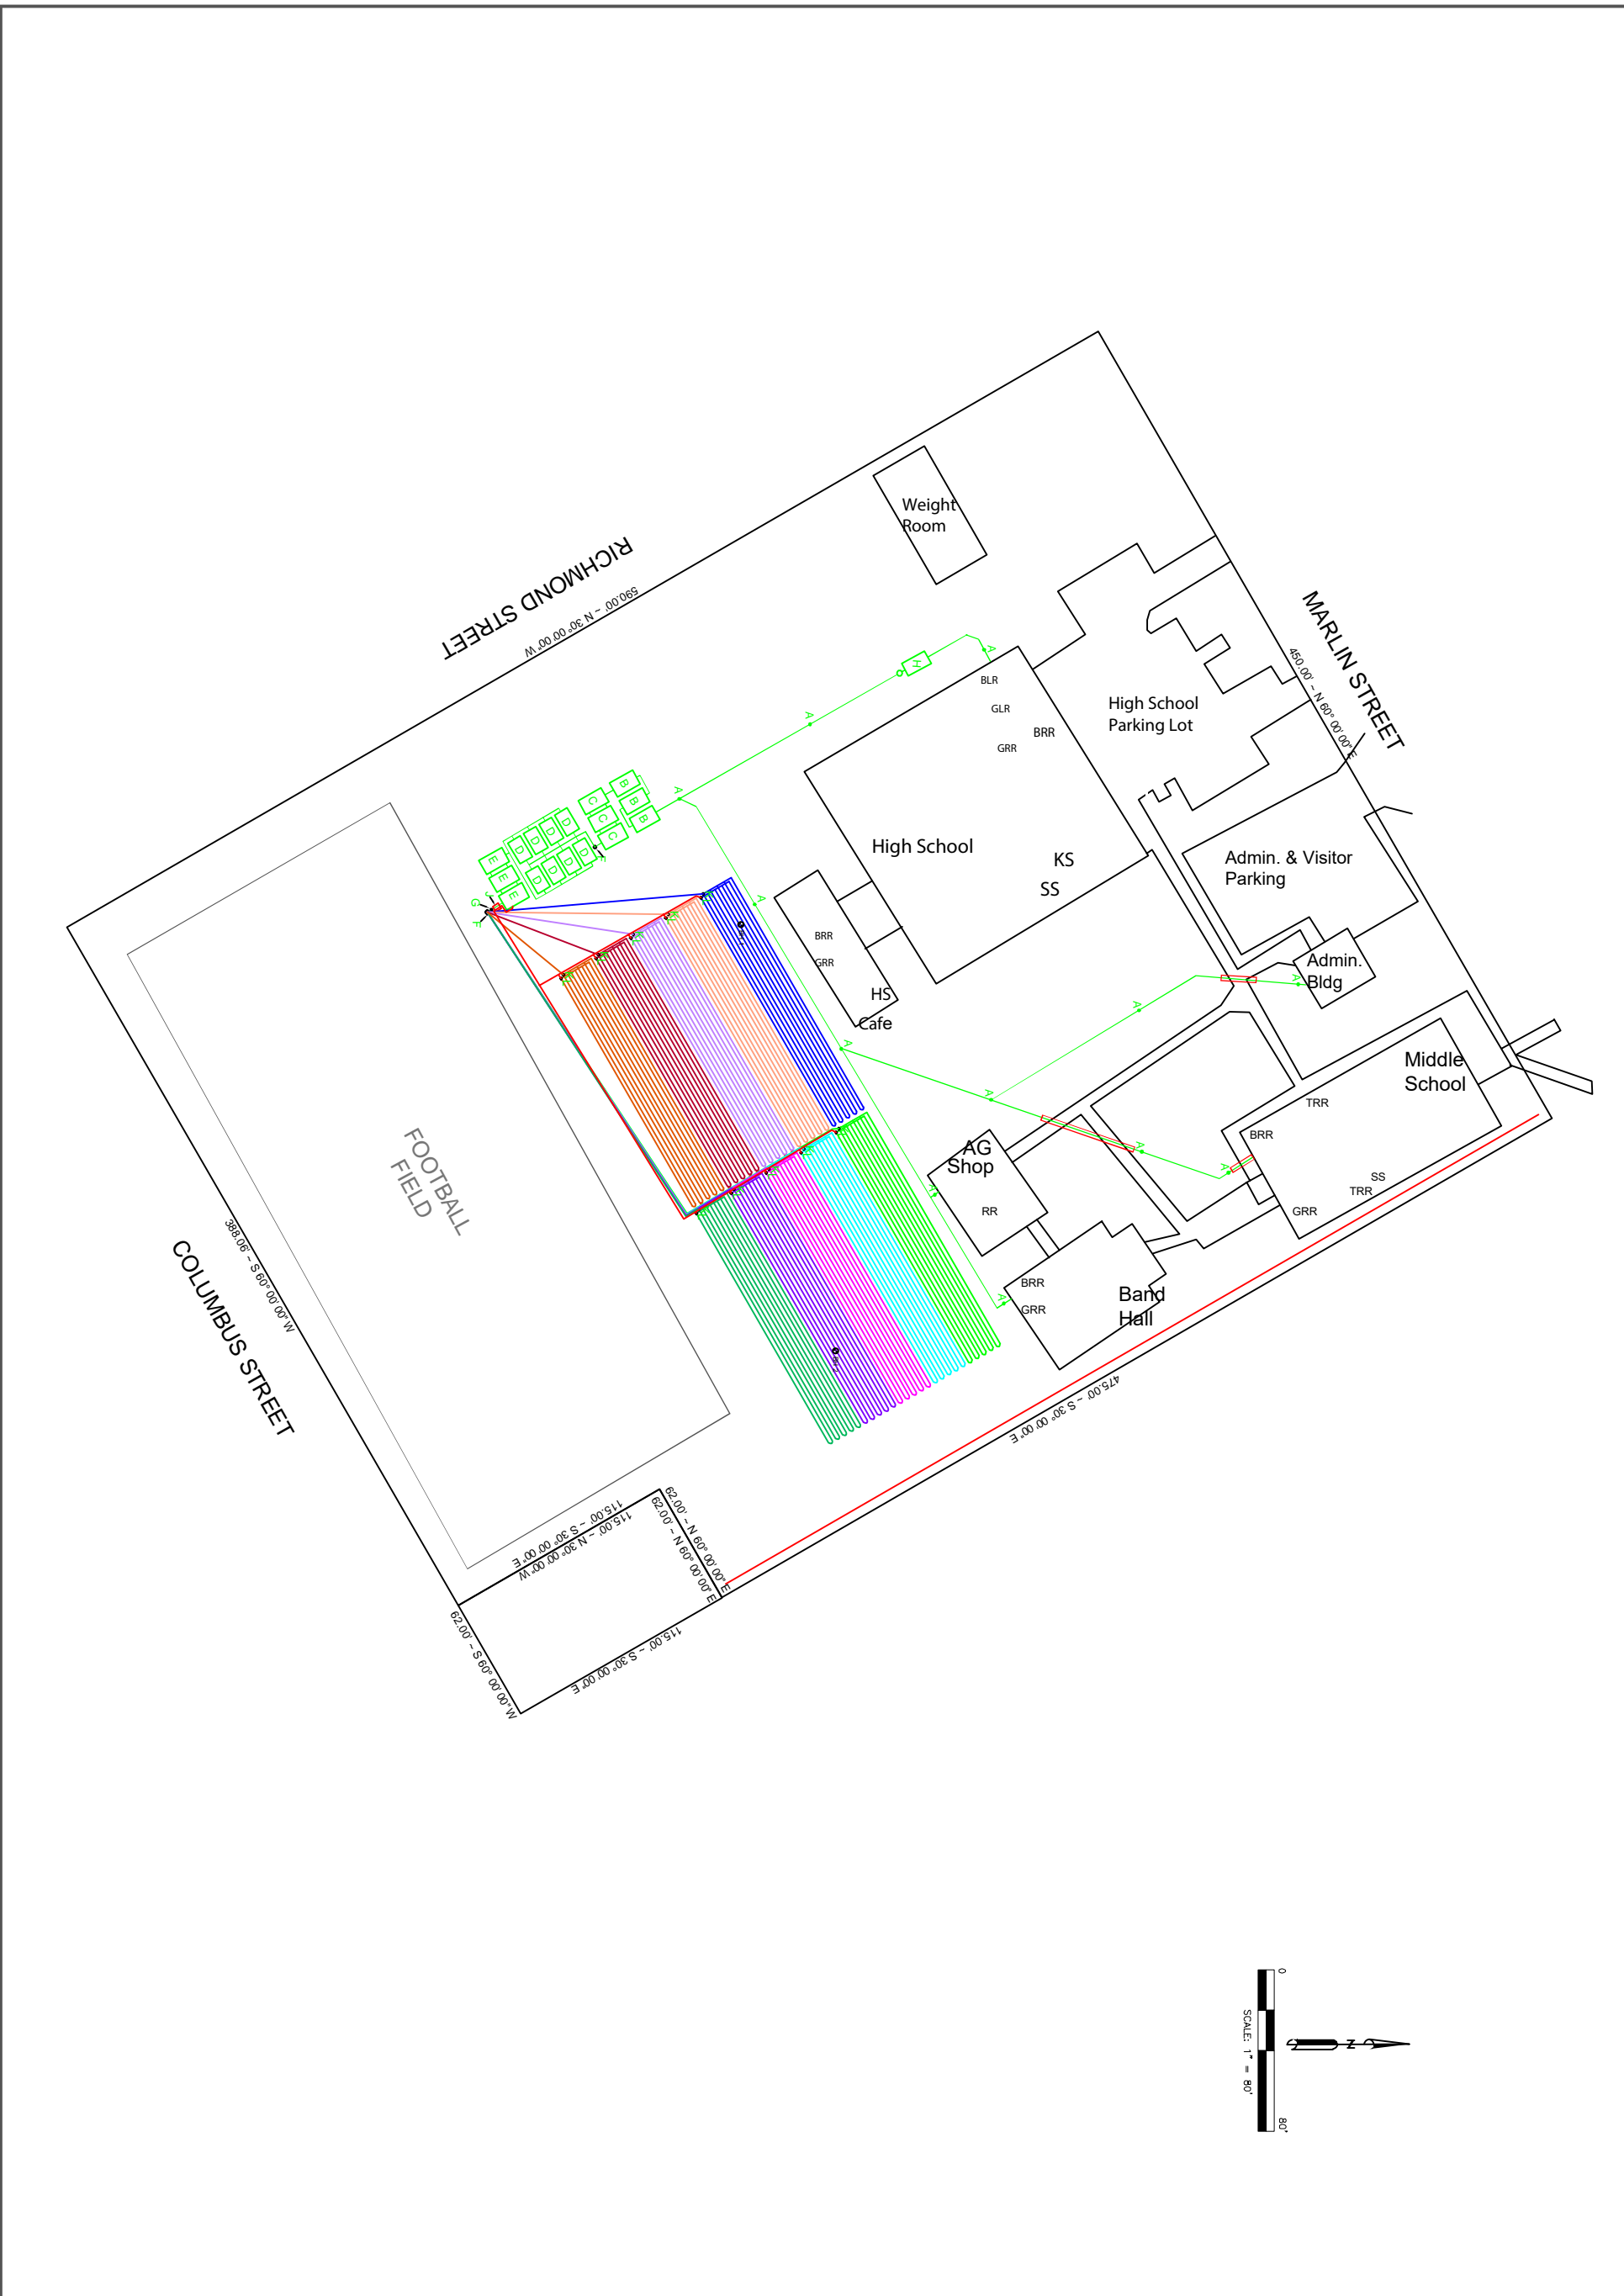 RICHMOND STREET
590.00' ~ N 30° 00' 00" W
Weight
Room
MARLIN STREET
450.00' ~ N 60° 00' 00" E
H
A
BLR
GLR
BRR
GRR
High School
Parking Lot
A
A
B
B
B
C
C
C
D
D
D
D
D
D
D
D
E
E
E
F
J
G
F
High School
KS
SS
Admin. & Visitor
Parking
A
BRR
GRR
HS
Cafe
Admin.
Bldg
A
A
A
A
Middle
School
TRR
BRR
SS
TRR
GRR
A
A
AG
Shop
RR
A
BRR
GRR
A
Band
Hall
FOOTBALL
FIELD
388.06' ~ S 60° 00' 00" W
COLUMBUS STREET
475.00' ~ S 30° 00' 00" E
115.00' ~ S 30° 00' 00" E
115.00' ~ N 30° 00' 00" W
62.00' ~ N 60° 00' 00" E
62.00' ~ N 60° 00' 00" E
62.00' ~ S 60° 00' 00" W
115.00' ~ S 30° 00' 00" E
0
SCALE: 1" = 80'
80'
N